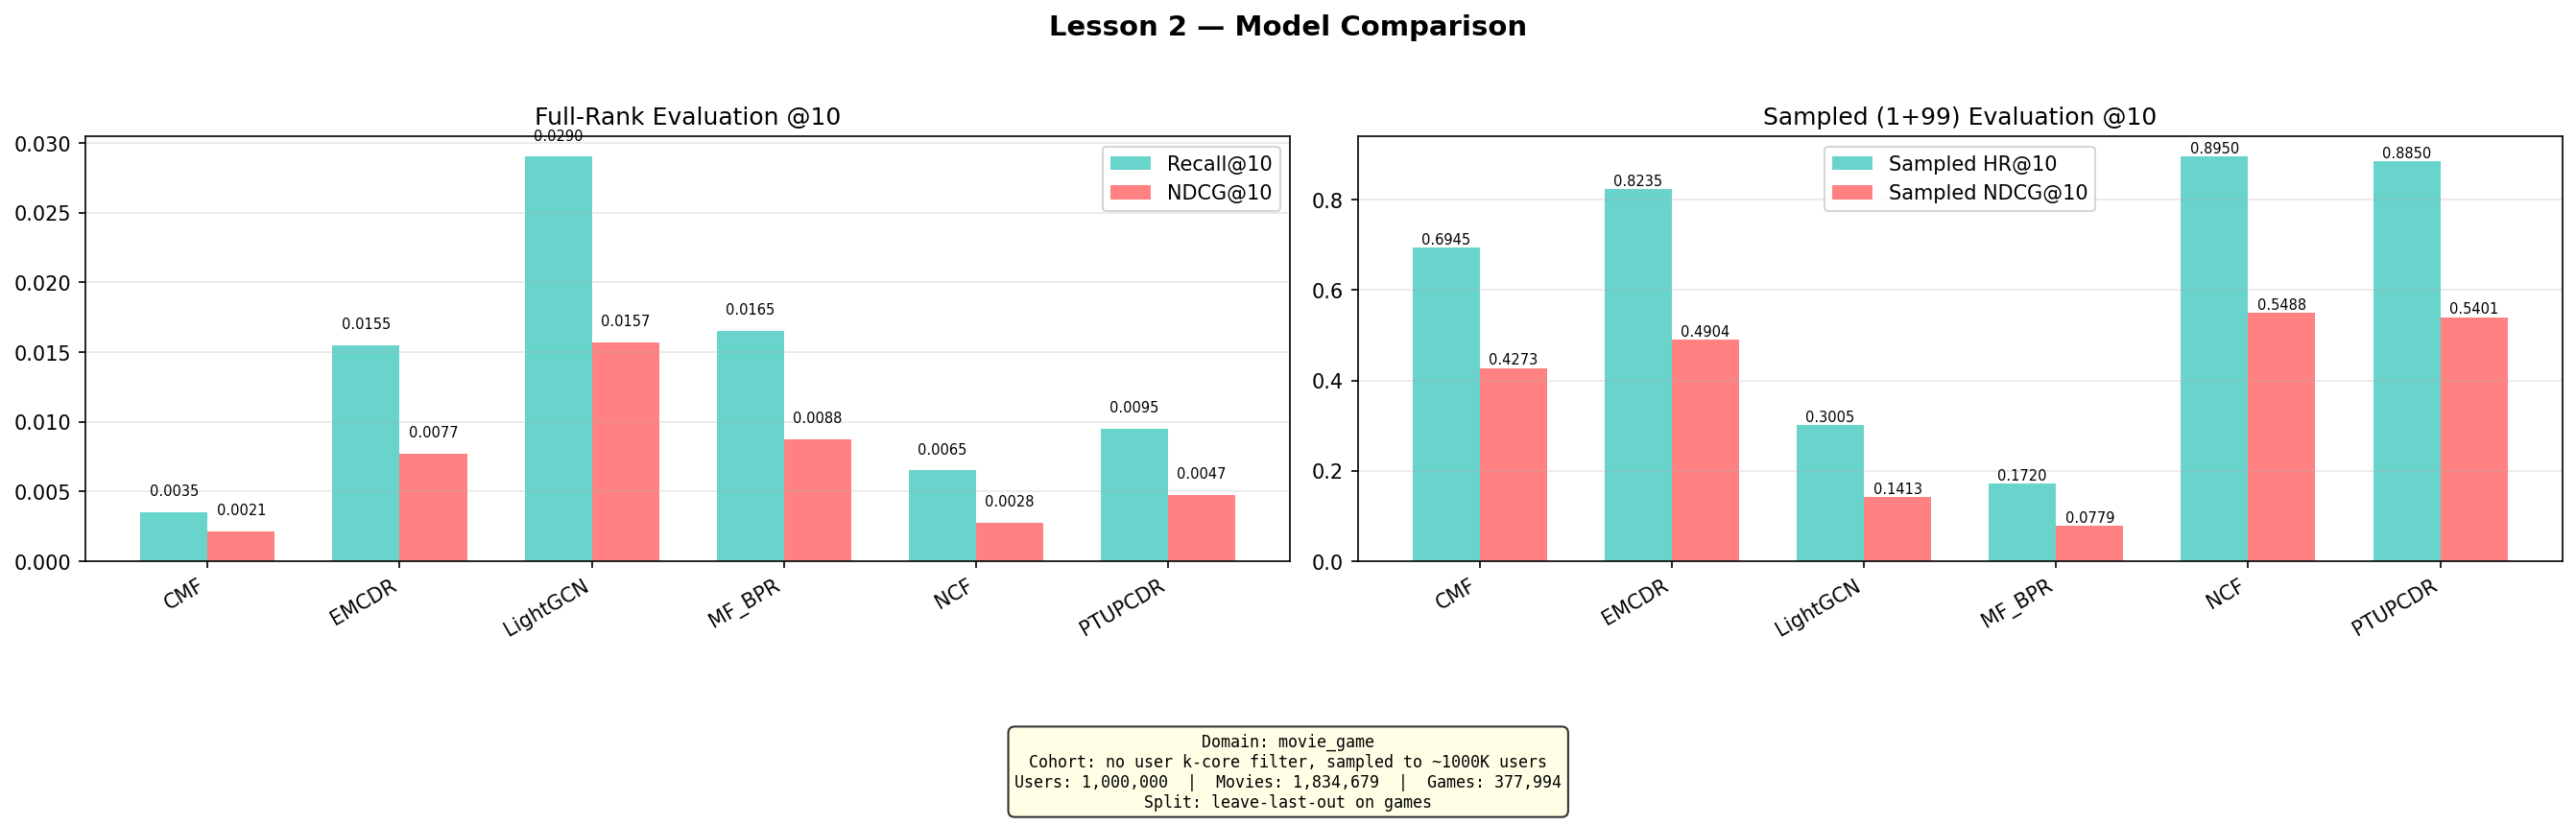 Lesson 2 — Model Comparison
Full-Rank Evaluation @10
0.030
0.025
0.020
0.015
0.010
0.005
0.000
Recall@10
NDCG@10
0.0035
0.0021
0.0155
0.0077
0.0290
0.0157
0.0165
0.0088
0.0065
0.0028
0.0095
0.0047
CMF
EMCDR
LightGCN
MF_BPR
NCF
PTUPCDR
Sampled (1+99) Evaluation @10
0.8
0.6
0.4
0.2
0.0
Sampled HR@10
Sampled NDCG@10
0.6945
0.4273
0.8235
0.4904
0.3005
0.1413
0.1720
0.0779
0.8950
0.5488
0.8850
0.5401
CMF
EMCDR
LightGCN
MF_BPR
NCF
PTUPCDR
Domain: movie_game
Cohort: no user k-core filter, sampled to ~1000K users
Users: 1,000,000 | Movies: 1,834,679 | Games: 377,994
Split: leave-last-out on games